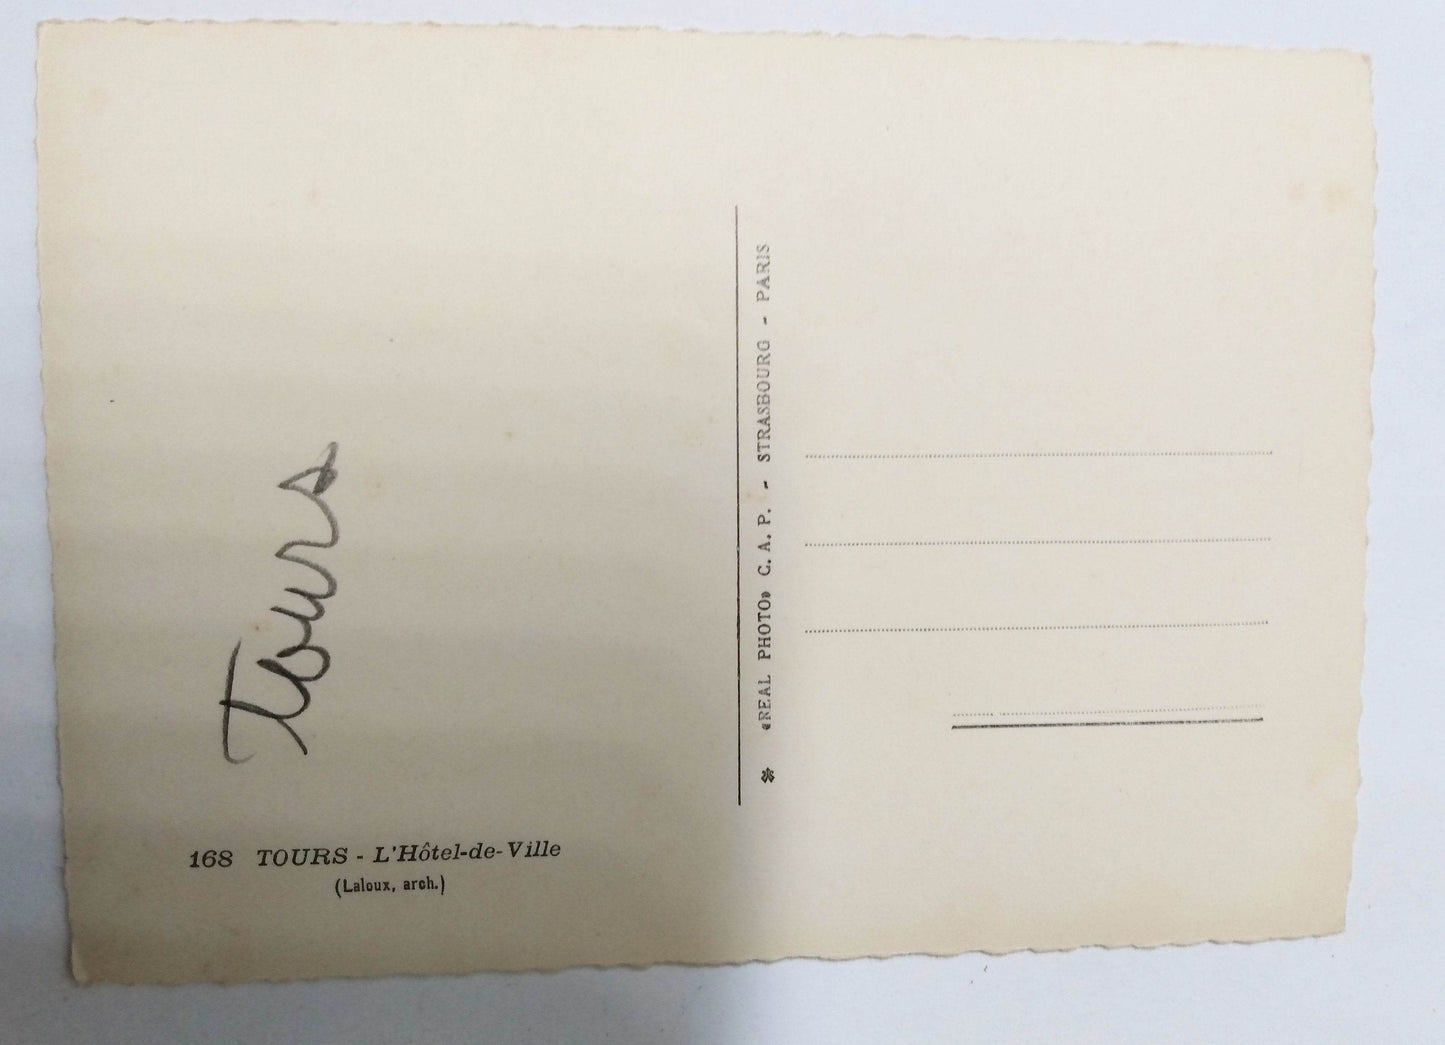 Tours
168 TOURS - L'Hôtel-de-Ville
(Laloux, arch.)
«REAL PHOTO» C. A. P. - STRASBOURG - PARIS